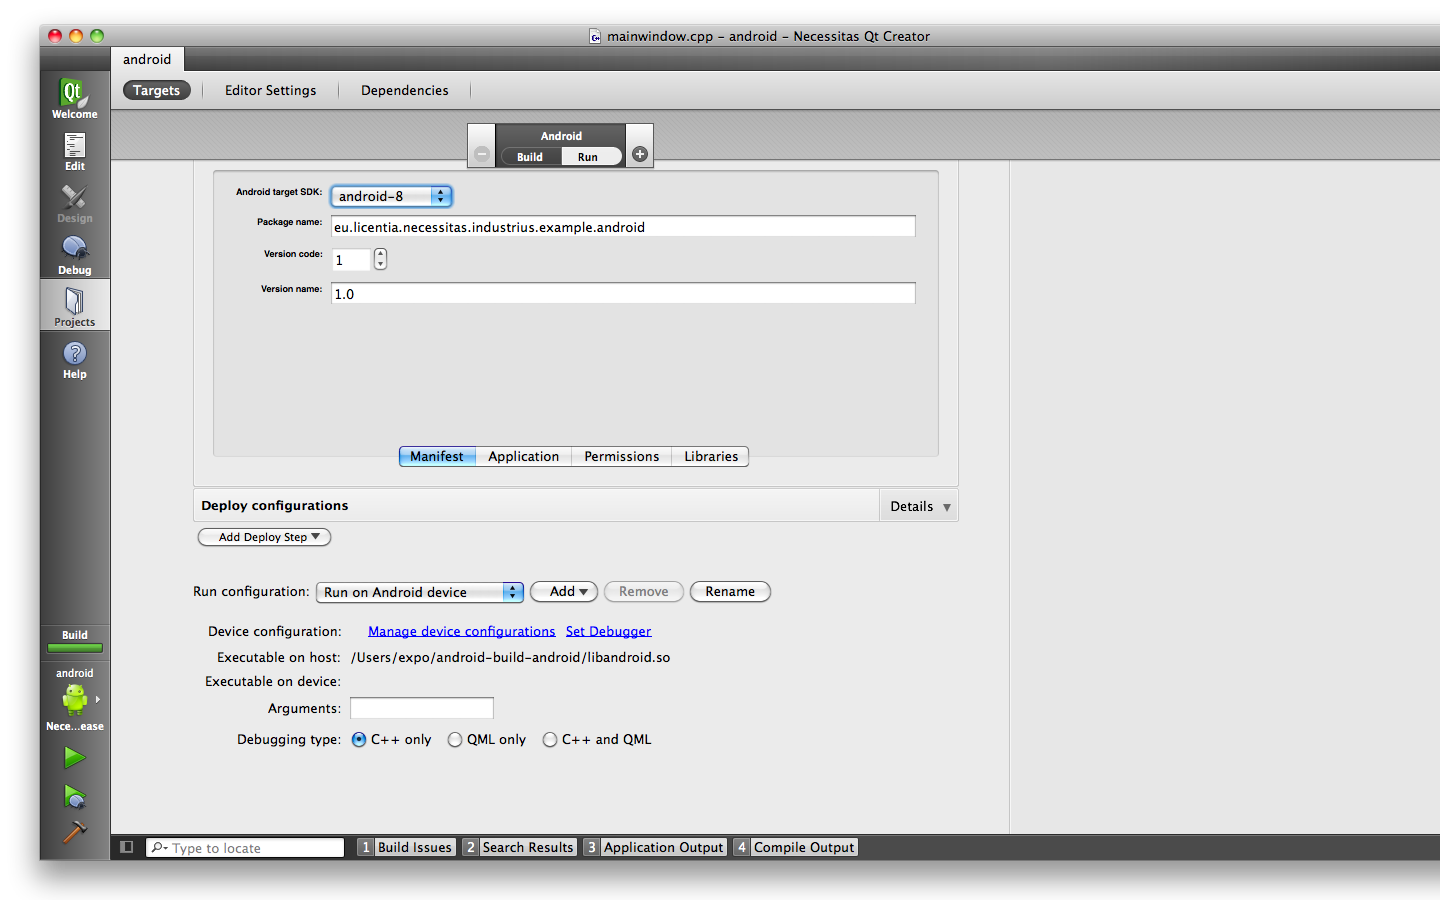 mainwindow.cpp – android – Necessitas Qt Creator
android
Targets
Editor Settings
Dependencies
Qt
Welcome
Edit
Design
Debug
Projects
Help
Android
Build
Run
Android target SDK: android-8
Package name: eu.licentia.necessitas.industrius.example.android
Version code: 1
Version name: 1.0
Manifest
Application
Permissions
Libraries
Deploy configurations
Details
Add Deploy Step
Run configuration: Run on Android device
Add
Remove
Rename
Device configuration: Manage device configurations Set Debugger
Executable on host: /Users/expo/android-build-android/libandroid.so
Executable on device:
Arguments:
Debugging type: C++ only QML only C++ and QML
Build
android
Nece...ease
Type to locate
1 Build Issues
2 Search Results
3 Application Output
4 Compile Output